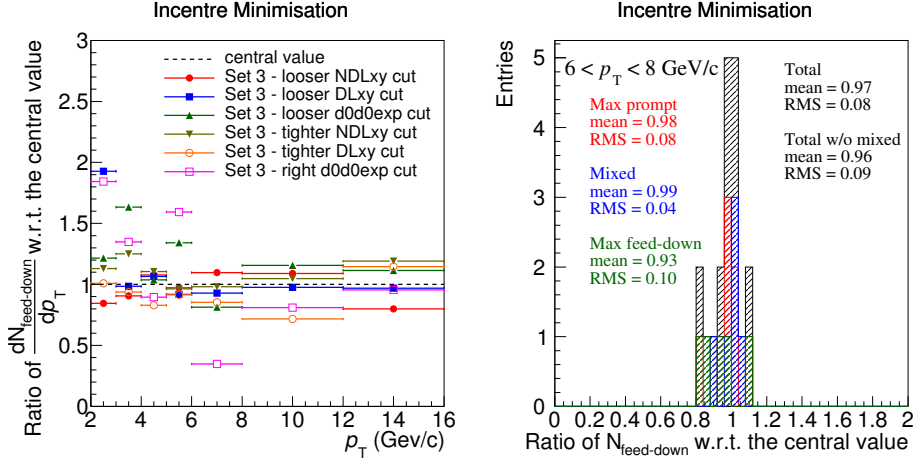 Incentre Minimisation
Ratio of dN_feed-down/dp_T w.r.t. the central value
3
2.5
2
1.5
1
0.5
0
central value
Set 3 - looser NDLxy cut
Set 3 - looser DLxy cut
Set 3 - looser d0d0exp cut
Set 3 - tighter NDLxy cut
Set 3 - tighter DLxy cut
Set 3 - right d0d0exp cut
2 4 6 8 10 12 14 16
p_T (Gev/c)
Incentre Minimisation
Entries
5
4
3
2
1
0
6 < p_T < 8 GeV/c
Max prompt
mean = 0.98
RMS = 0.08
Mixed
mean = 0.99
RMS = 0.04
Max feed-down
mean = 0.93
RMS = 0.10
Total
mean = 0.97
RMS = 0.08
Total w/o mixed
mean = 0.96
RMS = 0.09
0 0.2 0.4 0.6 0.8 1 1.2 1.4 1.6 1.8 2
Ratio of N_feed-down w.r.t. the central value